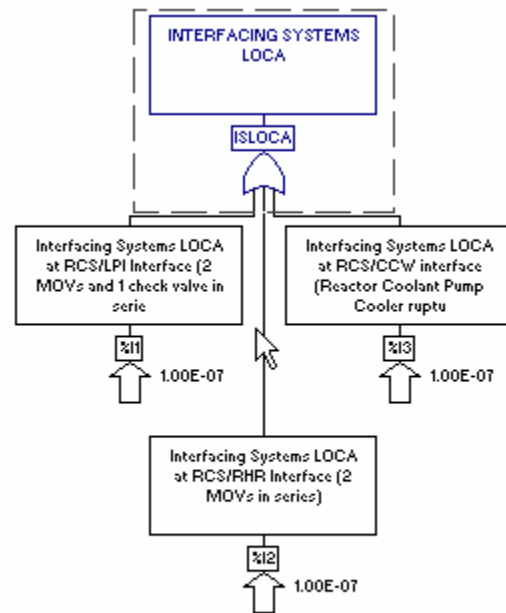 INTERFACING SYSTEMS
LOCA
ISLOCA
Interfacing Systems LOCA
at RCS/LPI Interface (2
MOVs and 1 check valve in
serie
%I1
1.00E-07
Interfacing Systems LOCA
at RCS/CCW interface
(Reactor Coolant Pump
Cooler ruptu
%I3
1.00E-07
Interfacing Systems LOCA
at RCS/RHR Interface (2
MOVs in series)
%I2
1.00E-07